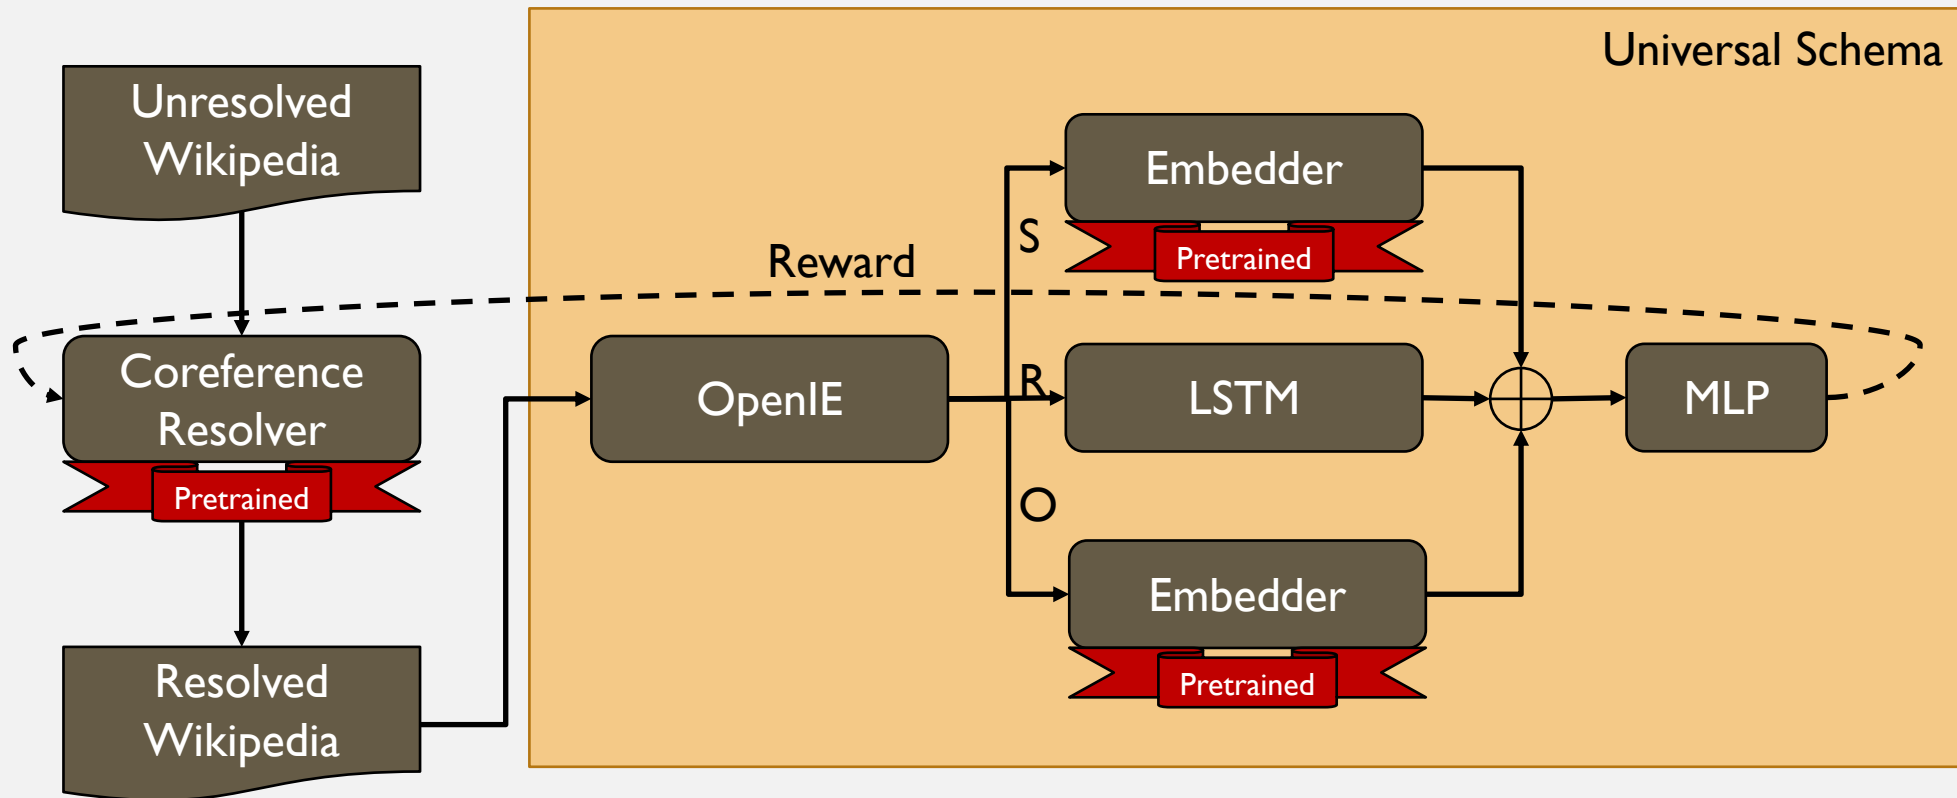 Universal Schema
Unresolved
Wikipedia
Coreference
Resolver
Pretrained
Resolved
Wikipedia
Reward
OpenIE
S
R
O
Embedder
Pretrained
LSTM
Embedder
Pretrained
MLP